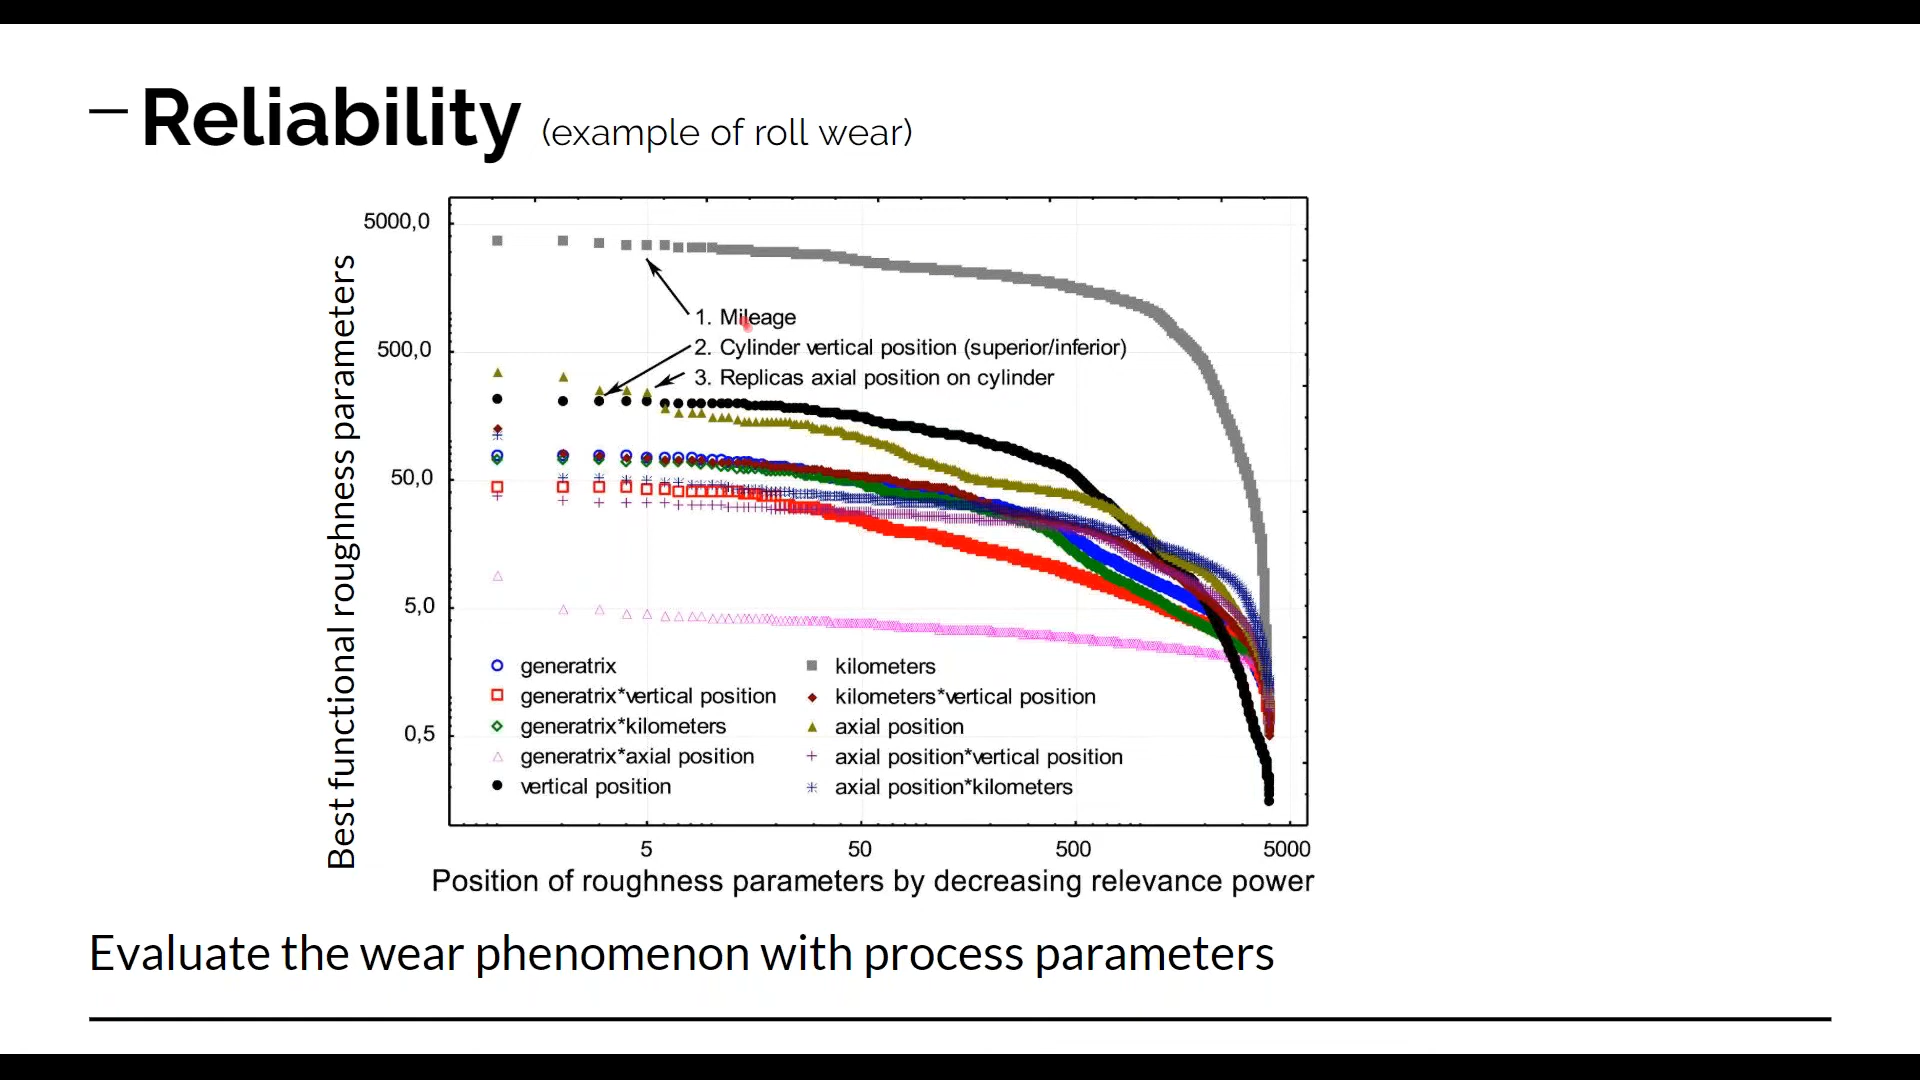 – Reliability (example of roll wear)
Best functional roughness parameters
5000,0
500,0
50,0
5,0
0,5
1. Mileage
2. Cylinder vertical position (superior/inferior)
3. Replicas axial position on cylinder
generatrix
generatrix*vertical position
generatrix*kilometers
generatrix*axial position
vertical position
kilometers
kilometers*vertical position
axial position
axial position*vertical position
axial position*kilometers
5 50 500 5000
Position of roughness parameters by decreasing relevance power
Evaluate the wear phenomenon with process parameters